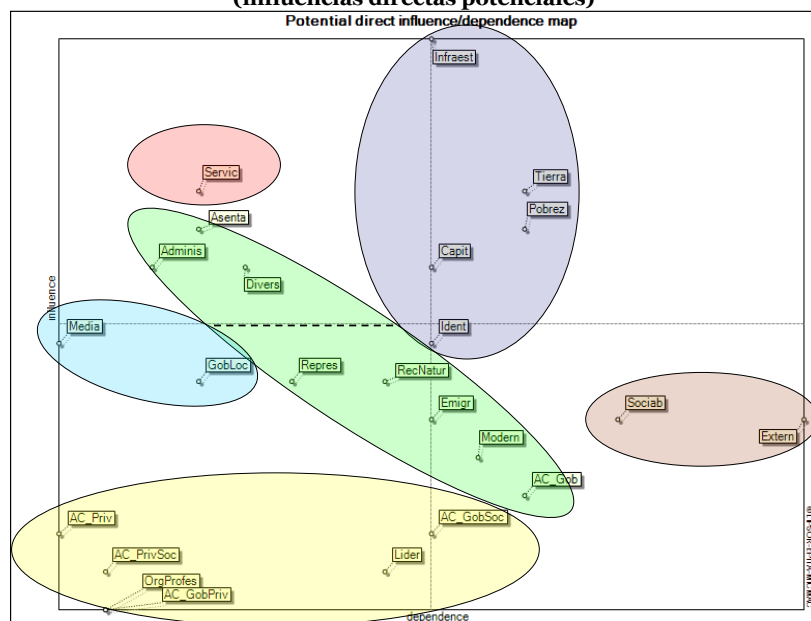 (influencias directas potenciales)
Potential direct influence/dependence map
Infraest
Servic
Tierra
Asenta
Pobrez
Adminis
Capit
Divers
influence
Media
Ident
GobLoc
Repres
RecNatur
Emigr
Sociab
Modern
Extern
AC_Gob
AC_Priv
AC_GobSoc
AC_PrivSoc
Lider
OrgProfes
AC_GobPriv
dependence